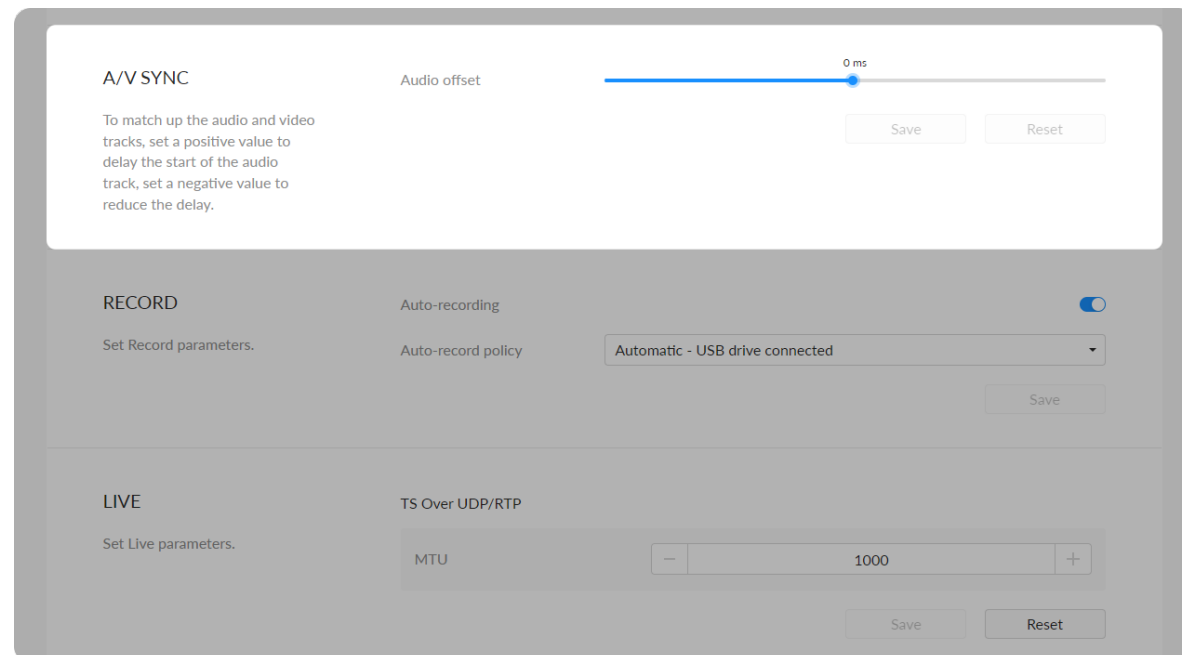 0 ms
A/V SYNC
Audio offset
To match up the audio and video
tracks, set a positive value to
delay the start of the audio
track, set a negative value to
reduce the delay.
Save
Reset
RECORD
Auto-recording
Set Record parameters.
Auto-record policy
Automatic - USB drive connected
Save
LIVE
TS Over UDP/RTP
Set Live parameters.
MTU
1000
Save
Reset